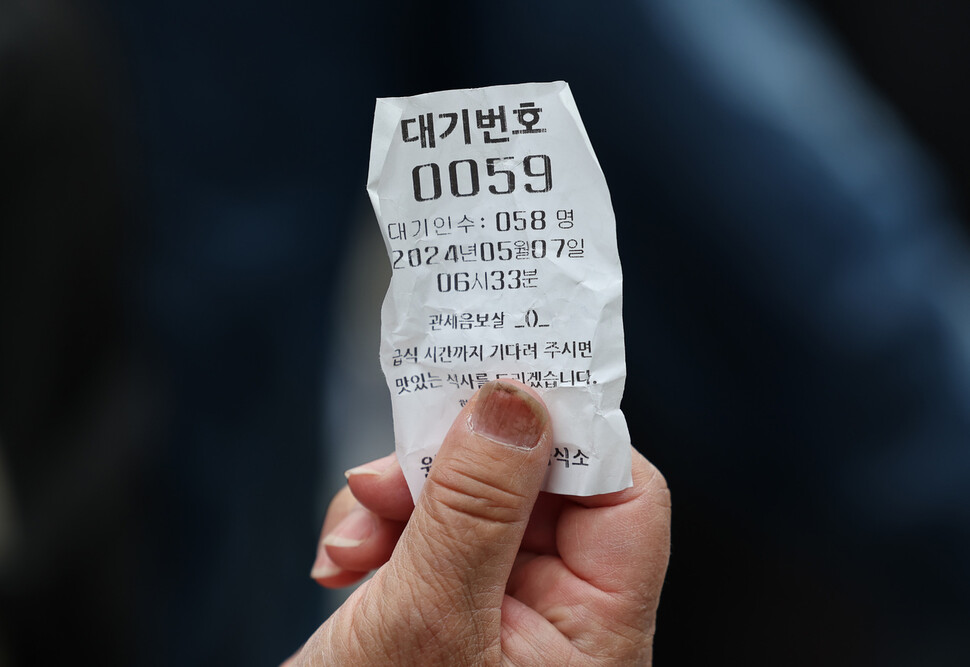 대기번호
0059
대기인수: 058 명
2024년05월07일
06시33분
관세음보살 _()_
급식 시간까지 기다려 주시면
맛있는 식사를 드리겠습니다.